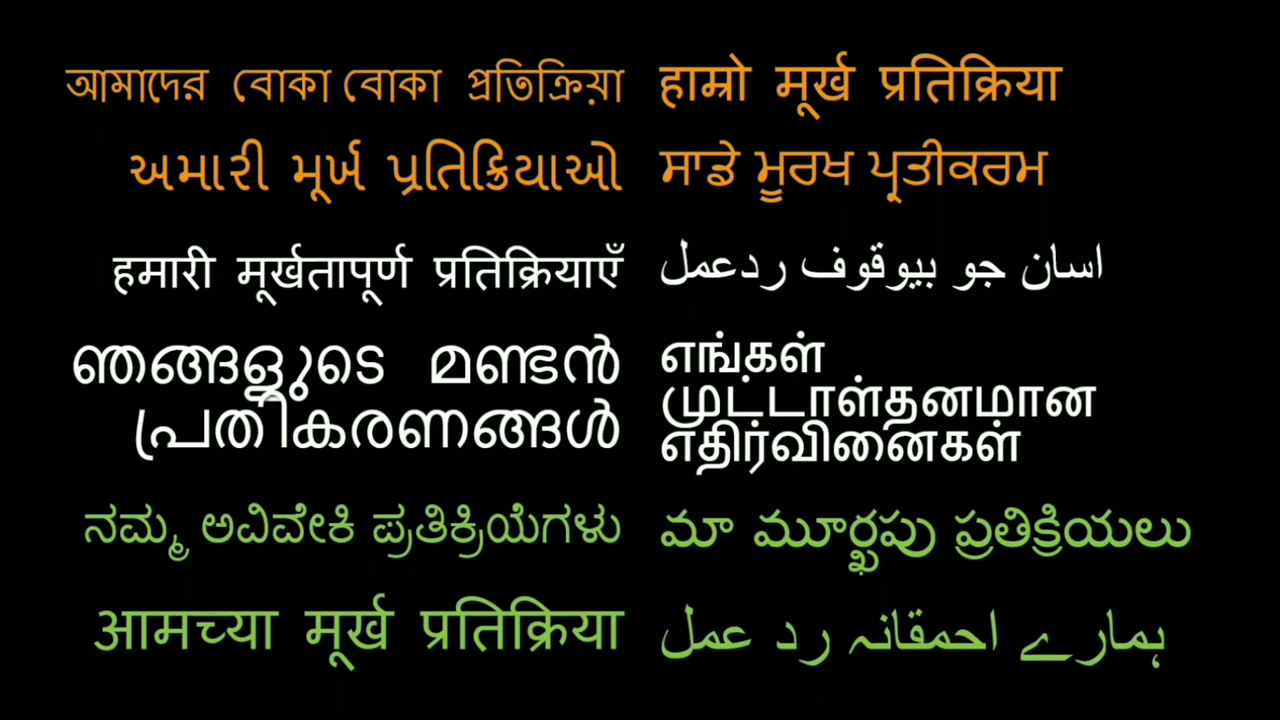 আমাদের বোকা বোকা প্রতিক্রিয়া
हाम्रो मूर्ख प्रतिक्रिया
અમારી મૂર્ખ પ્રતિક્રિયાઓ
ਸਾਡੇ ਮੂਰਖ ਪ੍ਰਤੀਕਰਮ
हमारी मूर्खतापूर्ण प्रतिक्रियाएँ
اسان جو بيوقوف ردعمل
ഞങ്ങളുടെ മണ്ടൻ
പ്രതികരണങ്ങൾ
எங்கள்
முட்டாள்தனமான
எதிர்வினைகள்
ನಮ್ಮ ಅವಿವೇಕಿ ಪ್ರತಿಕ್ರಿಯೆಗಳು
మా మూర్ఖపు ప్రతిక్రియలు
आमच्या मूर्ख प्रतिक्रिया
ہمارے احمقانہ رد عمل